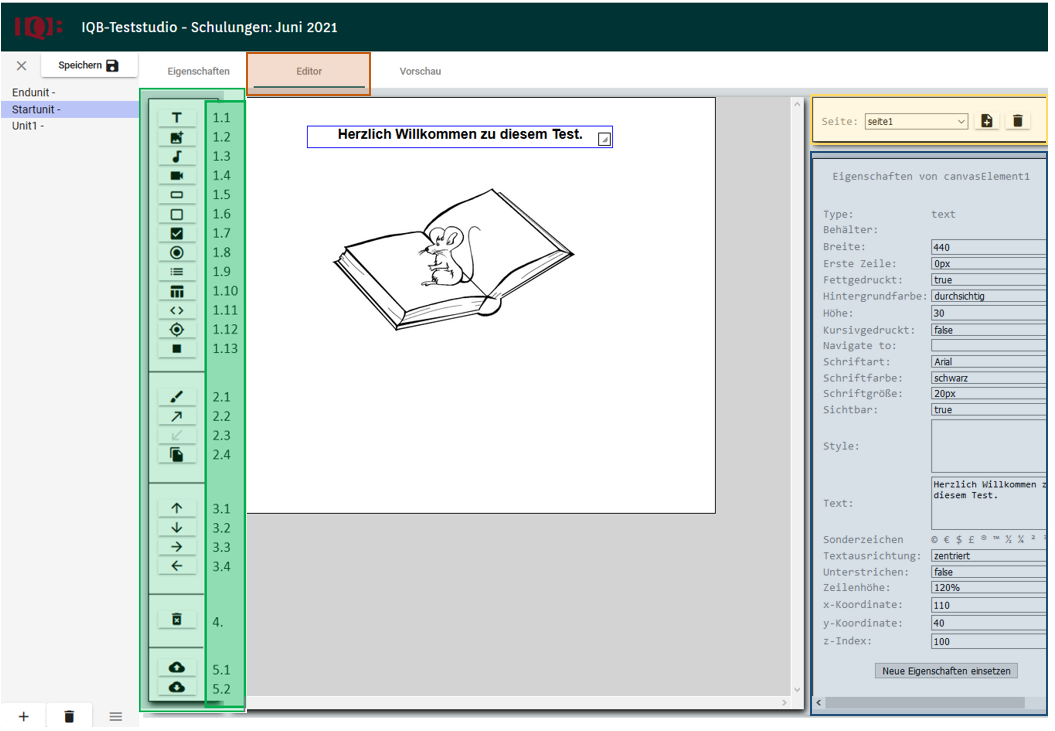 IQB: IQB-Teststudio - Schulungen: Juni 2021
Speichern Eigenschaften Editor Vorschau
Endunit -
Startunit -
Unit1 -
1.1
1.2
1.3
1.4
1.5
1.6
1.7
1.8
1.9
1.10
1.11
1.12
1.13
2.1
2.2
2.3
2.4
3.1
3.2
3.3
3.4
4.
5.1
5.2
Herzlich Willkommen zu diesem Test.
Seite: seite1
Eigenschaften von canvasElement1
Type: text
Behälter:
Breite: 440
Erste Zeile: 0px
Fettgedruckt: true
Hintergrundfarbe: durchsichtig
Höhe: 30
Kursivgedruckt: false
Navigate to:
Schriftart: Arial
Schriftfarbe: schwarz
Schriftgröße: 20px
Sichtbar: true
Style:
Text: Herzlich Willkommen z
diesem Test.
Sonderzeichen © € $ £ ® ™ ½ ¼ ² ³
Textausrichtung: zentriert
Unterstrichen: false
Zeilenhöhe: 120%
x-Koordinate: 110
y-Koordinate: 40
z-Index: 100
Neue Eigenschaften einsetzen